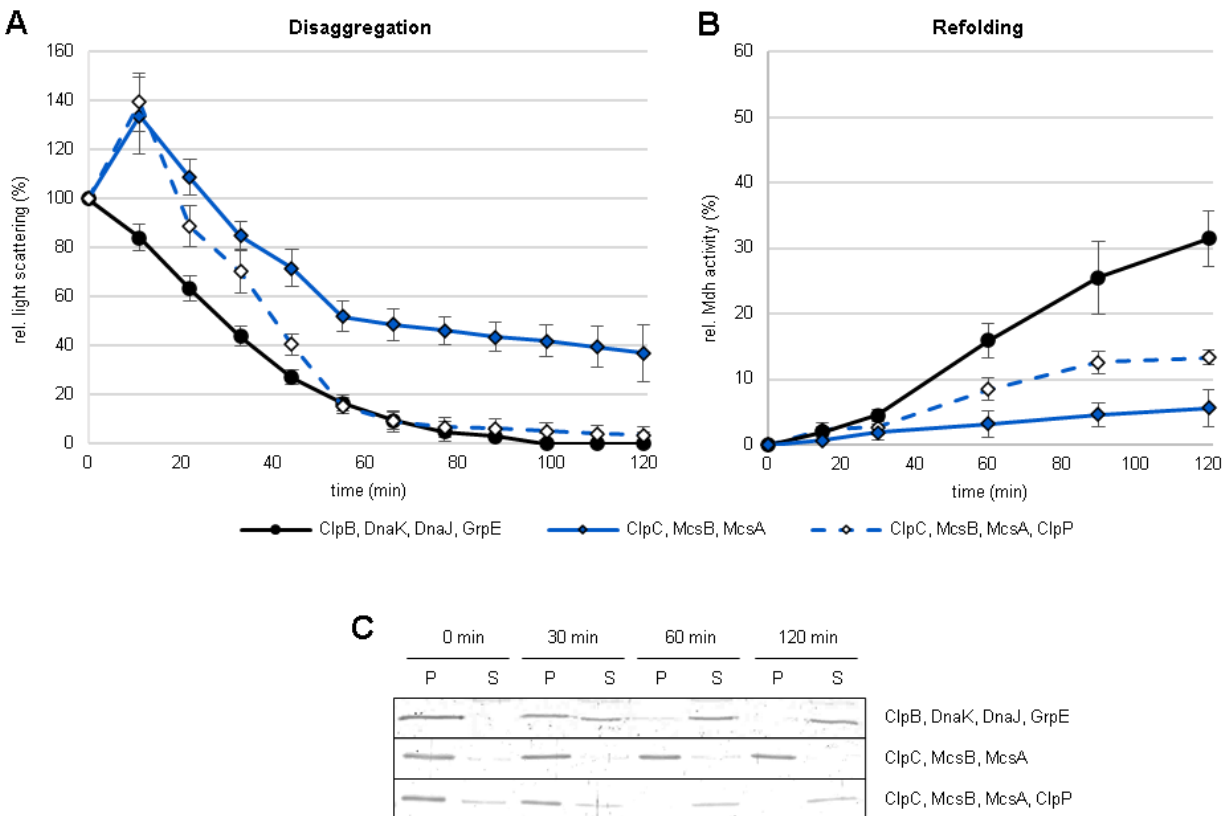 A
Disaggregation
160
140
120
100
80
60
40
20
0
rel. light scattering (%)
0 20 40 60 80 100 120
time (min)
B
Refolding
60
50
40
30
20
10
0
rel. Mdh activity (%)
0 20 40 60 80 100 120
time (min)
ClpB, DnaK, DnaJ, GrpE ClpC, McsB, McsA ClpC, McsB, McsA, ClpP
C
0 min 30 min 60 min 120 min
P S P S P S P S
ClpB, DnaK, DnaJ, GrpE
ClpC, McsB, McsA
ClpC, McsB, McsA, ClpP